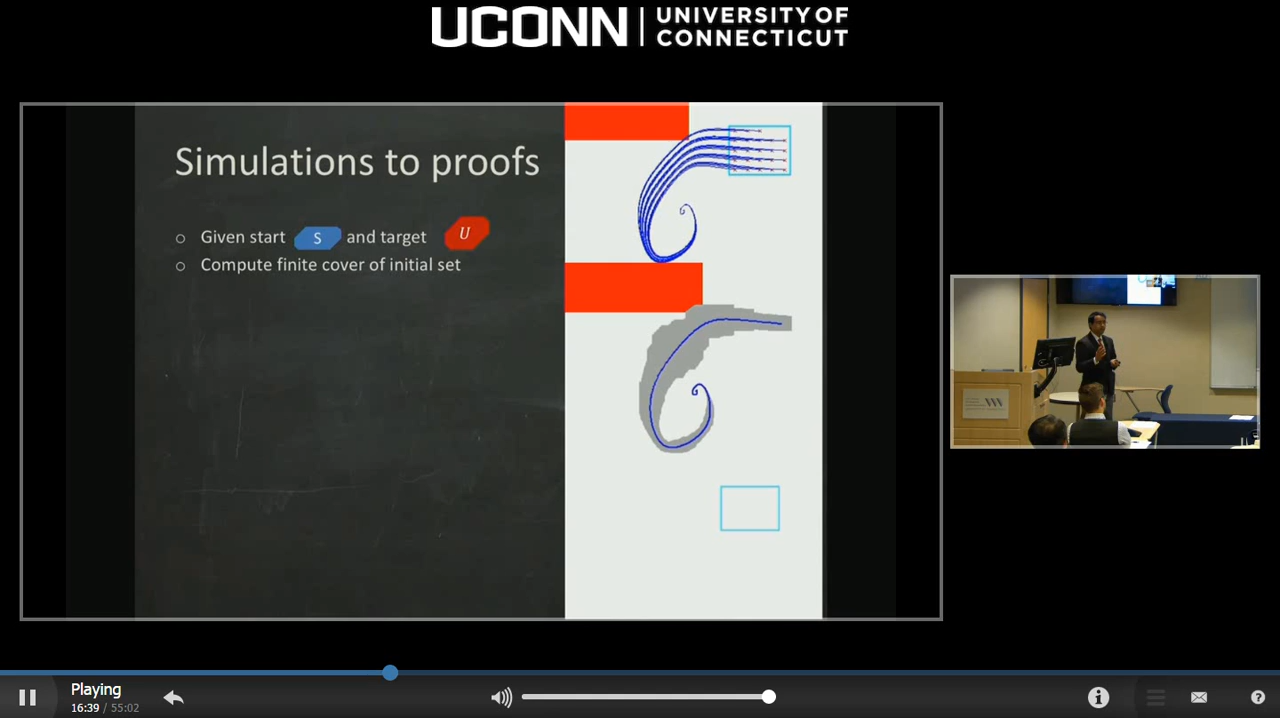 UCONN | UNIVERSITY OF
CONNECTICUT
Simulations to proofs
Given start S and target U
Compute finite cover of initial set
Playing
16:39 / 55:02